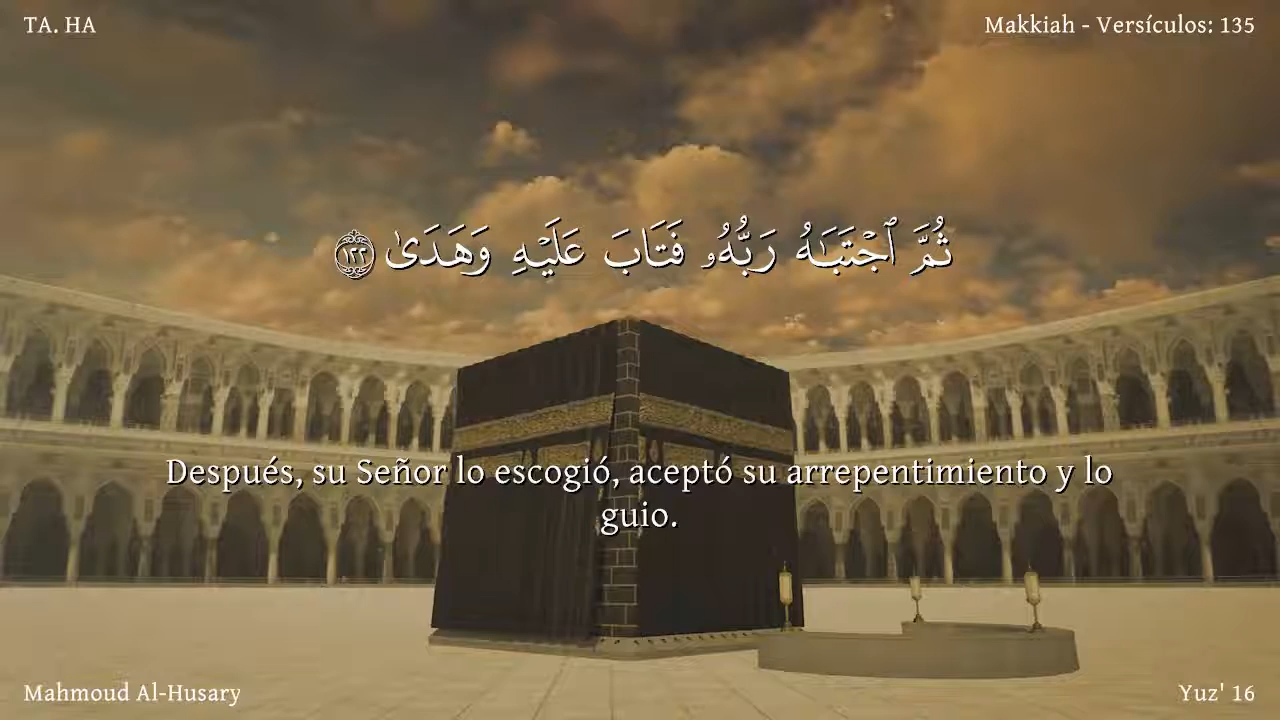 TA. HA
Makkiah - Versículos: 135
ثُمَّ ٱجْتَبَـٰهُ رَبُّهُۥ فَتَابَ عَلَيْهِ وَهَدَىٰ ١٢٢
Después, su Señor lo escogió, aceptó su arrepentimiento y lo
guio.
Mahmoud Al-Husary
Yuz' 16